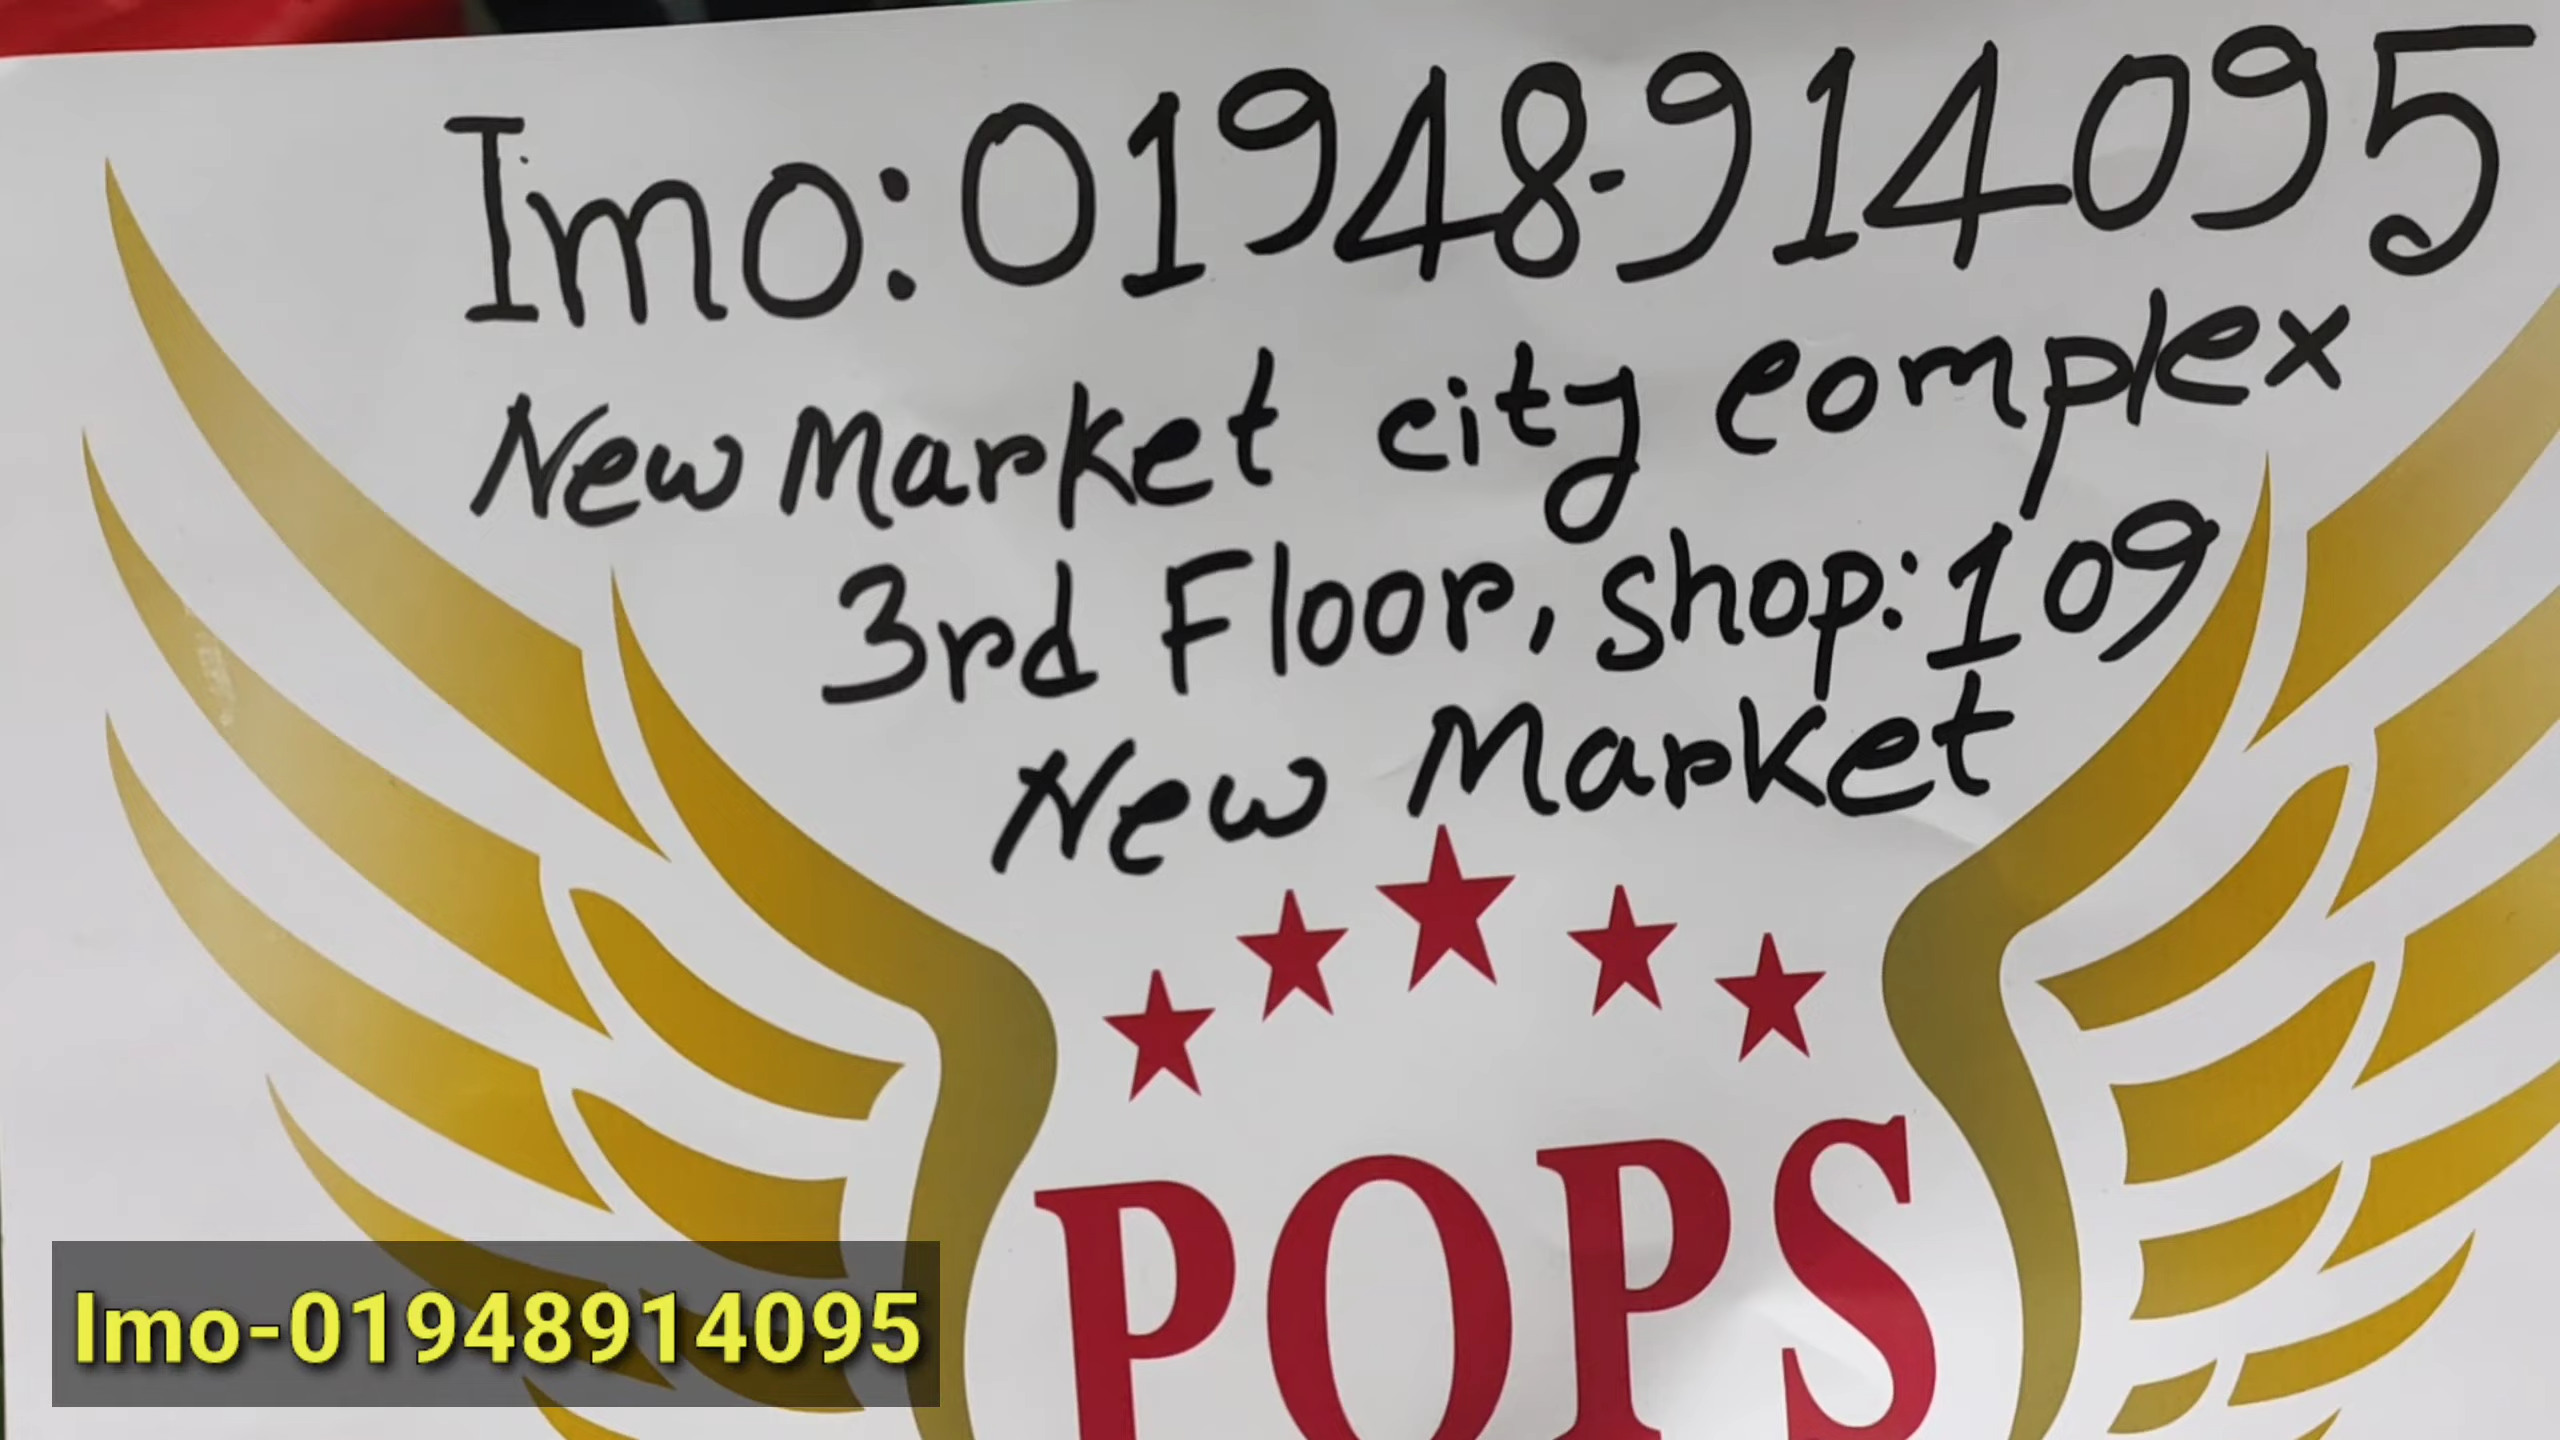 Imo: 01948-914095
New Market city complex
3rd Floor, shop: 109
New Market
POPS
Imo-01948914095